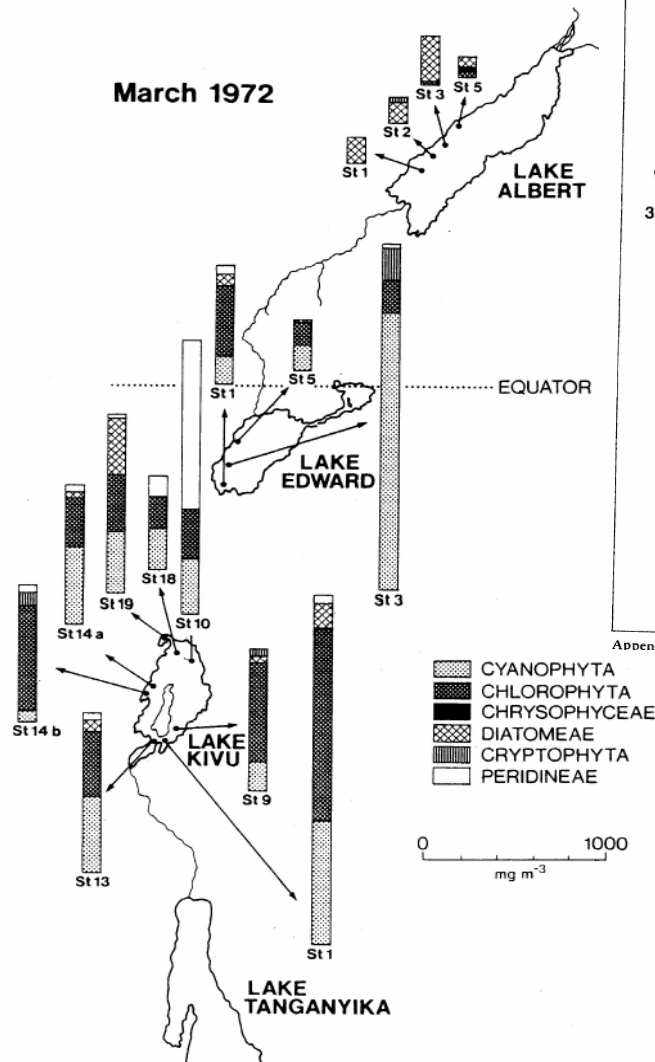 March 1972
St 3
St 5
St 2
St 1
LAKE
ALBERT
3
St 1
St 5
EQUATOR
LAKE
EDWARD
St 3
St 10
St 18
St 19
St 14 a
St 14 b
LAKE
KIVU
St 9
St 13
St 1
LAKE
TANGANYIKA
Appen
CYANOPHYTA
CHLOROPHYTA
CHRYSOPHYCEAE
DIATOMEAE
CRYPTOPHYTA
PERIDINEAE
0 1000
mg m⁻³